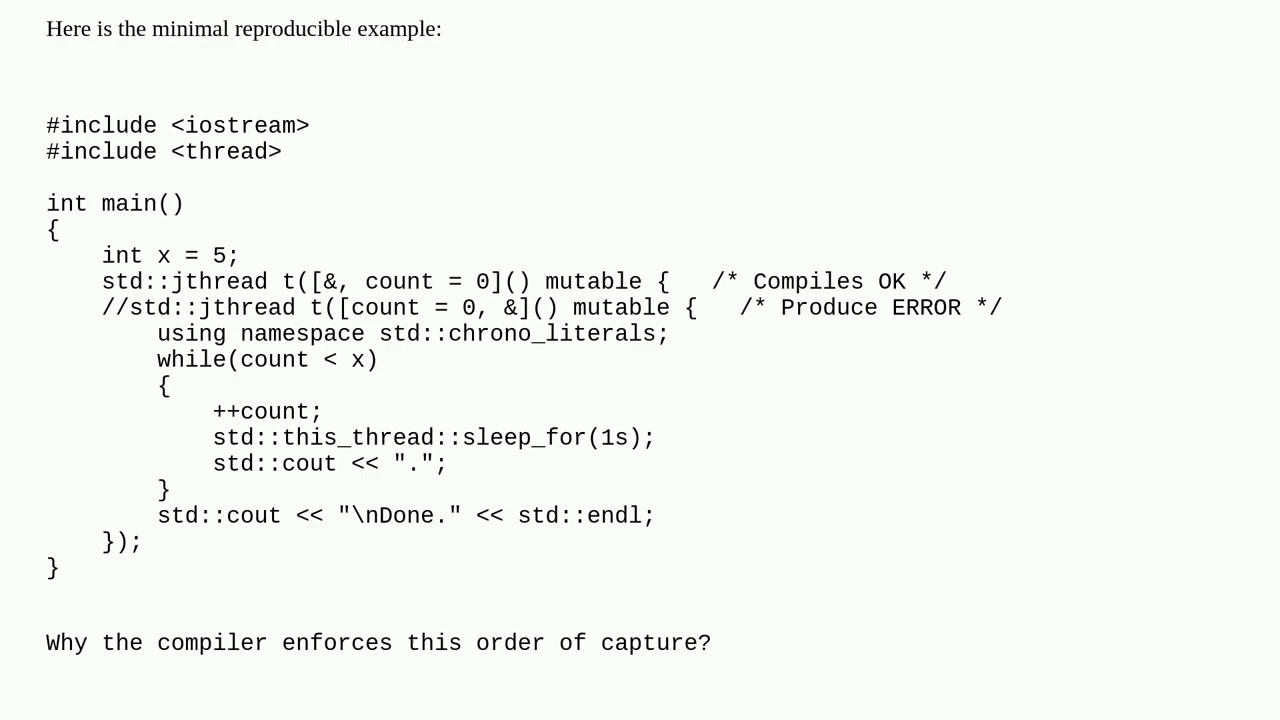 Here is the minimal reproducible example:
#include <iostream>
#include <thread>
int main()
{
    int x = 5;
    std::jthread t([&, count = 0]() mutable {   /* Compiles OK */
    //std::jthread t([count = 0, &]() mutable {   /* Produce ERROR */
        using namespace std::chrono_literals;
        while(count < x)
        {
            ++count;
            std::this_thread::sleep_for(1s);
            std::cout << ".";
        }
        std::cout << "\nDone." << std::endl;
    });
}
Why the compiler enforces this order of capture?